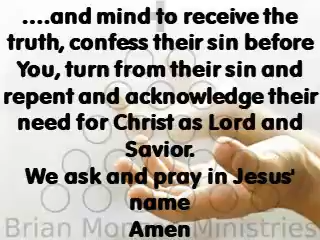 ....and mind to receive the
truth, confess their sin before
You, turn from their sin and
repent and acknowledge their
need for Christ as Lord and
Savior.
We ask and pray in Jesus'
name
Amen
Brian Ministries